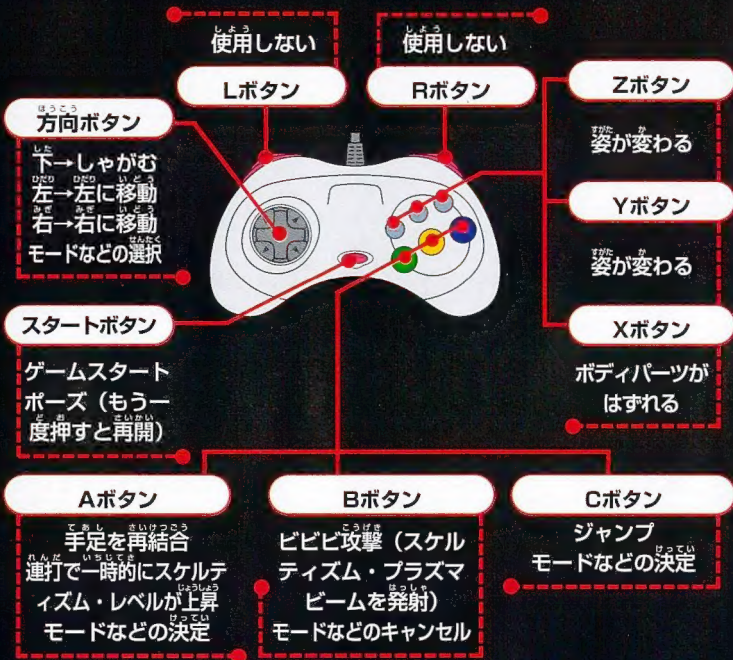 使用しない
Lボタン
使用しない
Rボタン
方向ボタン
下→しゃがむ
左→左に移動
右→右に移動
モードなどの選択
Zボタン
姿が変わる
Yボタン
姿が変わる
Xボタン
ボディパーツが
はずれる
スタートボタン
ゲームスタート
ポーズ（もう一
度押すと再開）
Aボタン
手足を再結合
連打で一時的にスケルテ
ィズム・レベルが上昇
モードなどの決定
Bボタン
ビビビ攻撃（スケル
ティズム・プラズマ
ビームを発射）
モードなどのキャンセル
Cボタン
ジャンプ
モードなどの決定